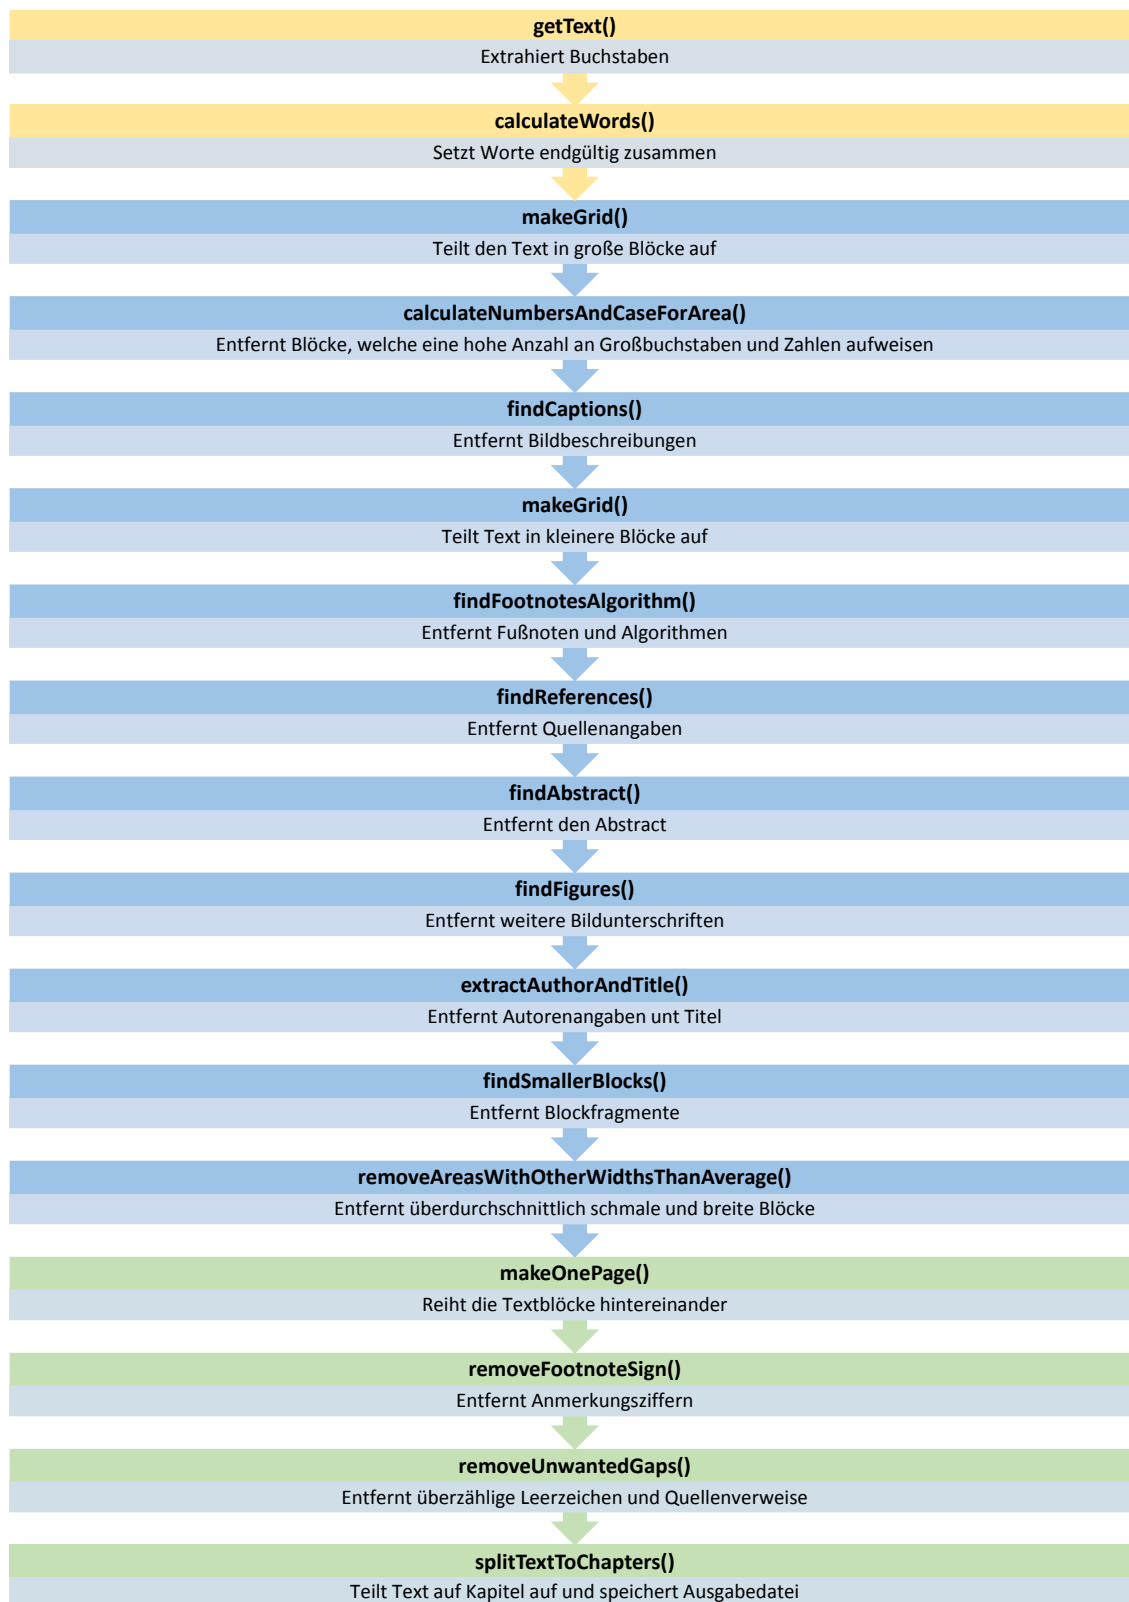 getText()
Extrahiert Buchstaben
calculateWords()
Setzt Worte endgültig zusammen
makeGrid()
Teilt den Text in große Blöcke auf
calculateNumbersAndCaseForArea()
Entfernt Blöcke, welche eine hohe Anzahl an Großbuchstaben und Zahlen aufweisen
findCaptions()
Entfernt Bildbeschreibungen
makeGrid()
Teilt Text in kleinere Blöcke auf
findFootnotesAlgorithm()
Entfernt Fußnoten und Algorithmen
findReferences()
Entfernt Quellenangaben
findAbstract()
Entfernt den Abstract
findFigures()
Entfernt weitere Bildunterschriften
extractAuthorAndTitle()
Entfernt Autorenangaben unt Titel
findSmallerBlocks()
Entfernt Blockfragmente
removeAreasWithOtherWidthsThanAverage()
Entfernt überdurchschnittlich schmale und breite Blöcke
makeOnePage()
Reiht die Textblöcke hintereinander
removeFootnoteSign()
Entfernt Anmerkungsziffern
removeUnwantedGaps()
Entfernt überzählige Leerzeichen und Quellenverweise
splitTextToChapters()
Teilt Text auf Kapitel auf und speichert Ausgabedatei